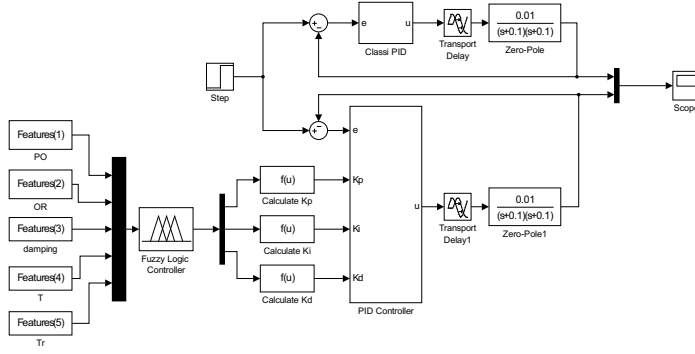 0.01
(s+0.1)(s+0.1)
Zero-Pole
e
u
Classi PID
Transport
Delay
Step
Scope
Features(1)
PO
Features(2)
OR
Features(3)
damping
Features(4)
T
Features(5)
Tr
Fuzzy Logic
Controller
f(u)
Calculate Kp
f(u)
Calculate Ki
f(u)
Calculate Kd
e
Kp
Ki
Kd
u
PID Controller
Transport
Delay1
0.01
(s+0.1)(s+0.1)
Zero-Pole1